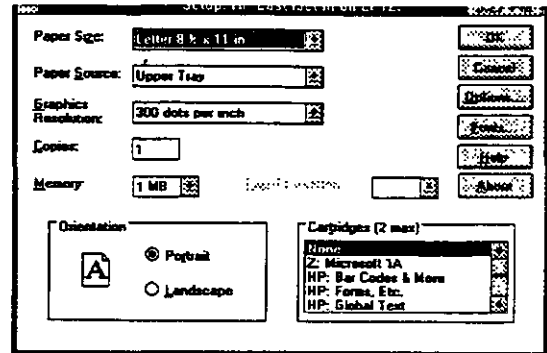 Paper Size: Letter 8 ½ x 11 in
OK
Paper Source: Upper Tray
Cancel
Options...
Graphics Resolution: 300 dots per inch
Fonts...
Copies: 1
Help
Memory 1 MB
About
Orientation
Portrait
Landscape
Cartridges (2 max)
None
Z: Microsoft 1A
HP: Bar Codes & More
HP: Forms, Etc.
HP: Global Text